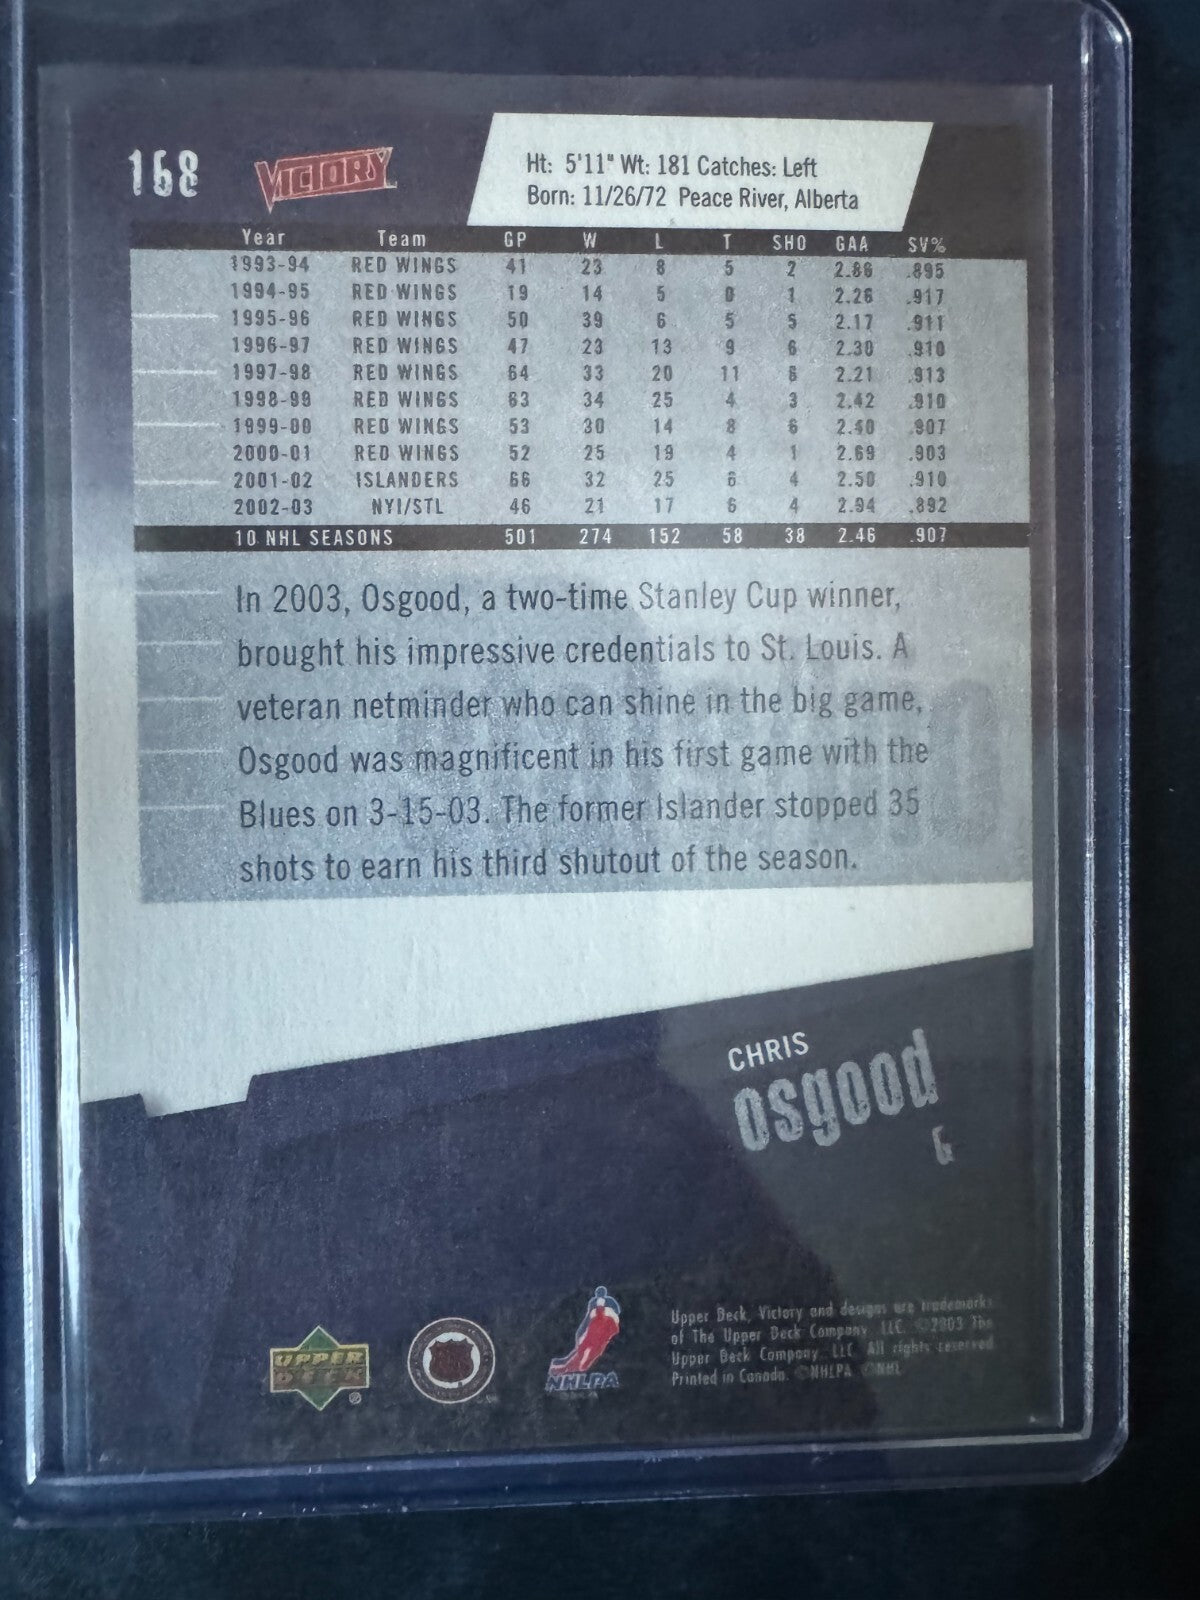 168 VICTORY
Ht: 5'11" Wt: 181 Catches: Left
Born: 11/26/72 Peace River, Alberta
Year Team GP W L T SHO GAA SV%
1993-94 RED WINGS 41 23 8 5 2 2.86 .895
1994-95 RED WINGS 19 14 5 0 1 2.26 .917
1995-96 RED WINGS 50 39 6 5 5 2.17 .911
1996-97 RED WINGS 47 23 13 9 6 2.30 .910
1997-98 RED WINGS 64 33 20 11 6 2.21 .913
1998-99 RED WINGS 63 34 25 4 3 2.42 .910
1999-00 RED WINGS 53 30 14 8 6 2.40 .907
2000-01 RED WINGS 52 25 19 4 1 2.69 .903
2001-02 ISLANDERS 66 32 25 6 4 2.50 .910
2002-03 NYI/STL 46 21 17 6 4 2.94 .892
10 NHL SEASONS 501 274 152 58 38 2.46 .907
In 2003, Osgood, a two-time Stanley Cup winner,
brought his impressive credentials to St. Louis. A
veteran netminder who can shine in the big game,
Osgood was magnificent in his first game with the
Blues on 3-15-03. The former Islander stopped 35
shots to earn his third shutout of the season.
CHRIS
osgood
G
UPPER
DECK
®
NHL
NHLPA
Upper Deck, Victory and designs are trademarks
of The Upper Deck Company, LLC. ©2003 The
Upper Deck Company, LLC. All rights reserved.
Printed in Canada. ©NHLPA ©NHL